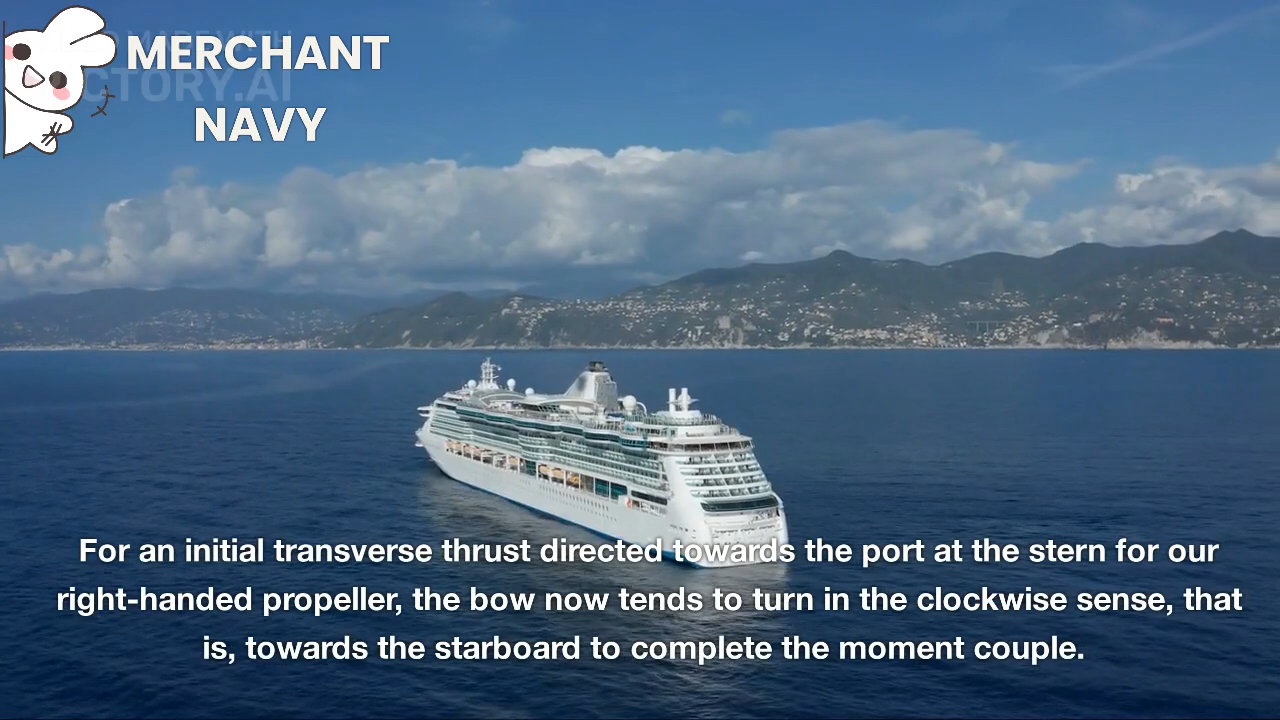 MERCHANT
CTORY.AI
NAVY
For an initial transverse thrust directed towards the port at the stern for our
right-handed propeller, the bow now tends to turn in the clockwise sense, that
is, towards the starboard to complete the moment couple.